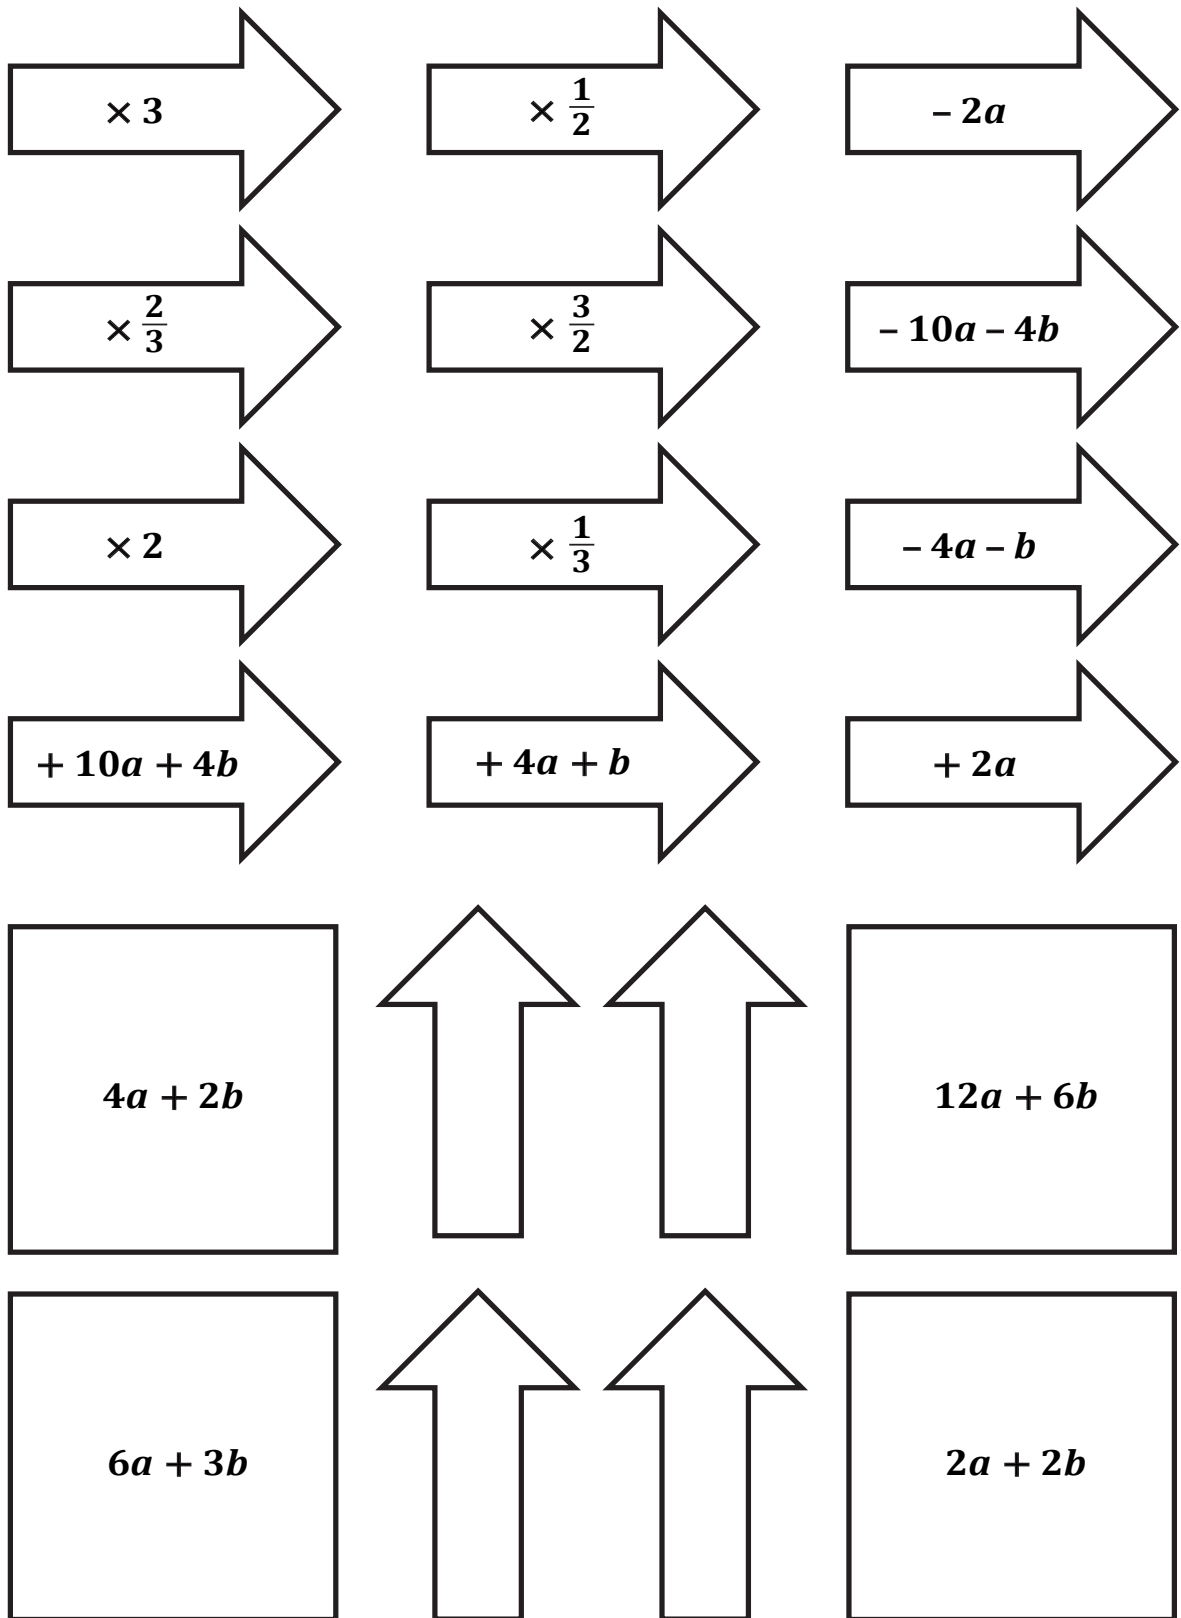 × 3
× 1/2
– 2a
× 2/3
× 3/2
– 10a – 4b
× 2
× 1/3
– 4a – b
+ 10a + 4b
+ 4a + b
+ 2a
4a + 2b
12a + 6b
6a + 3b
2a + 2b